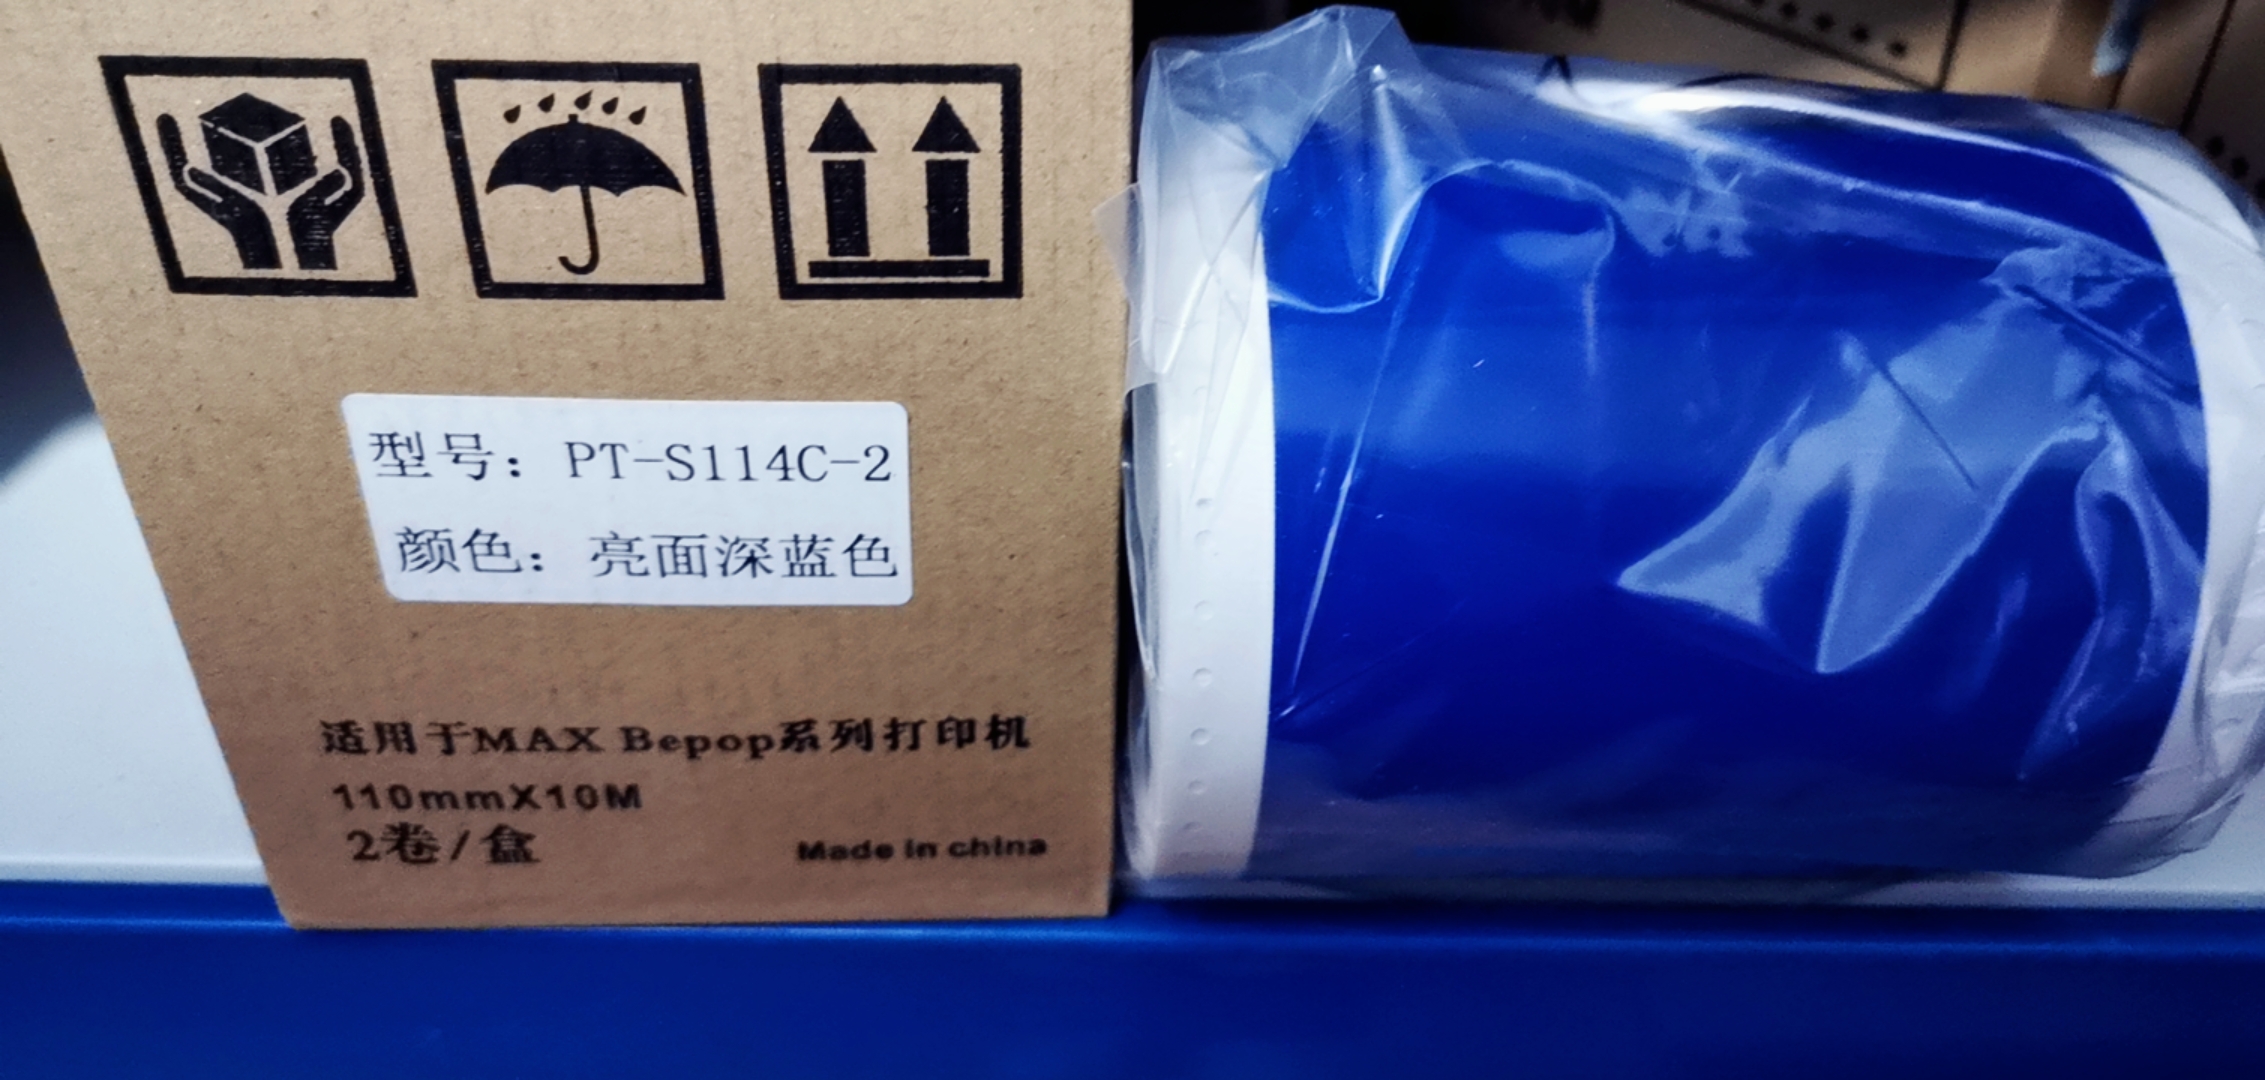 型号：PT-S114C-2
颜色：亮面深蓝色
适用于MAX Bepop系列打印机
110mmX10M
2卷/盒
Made in china